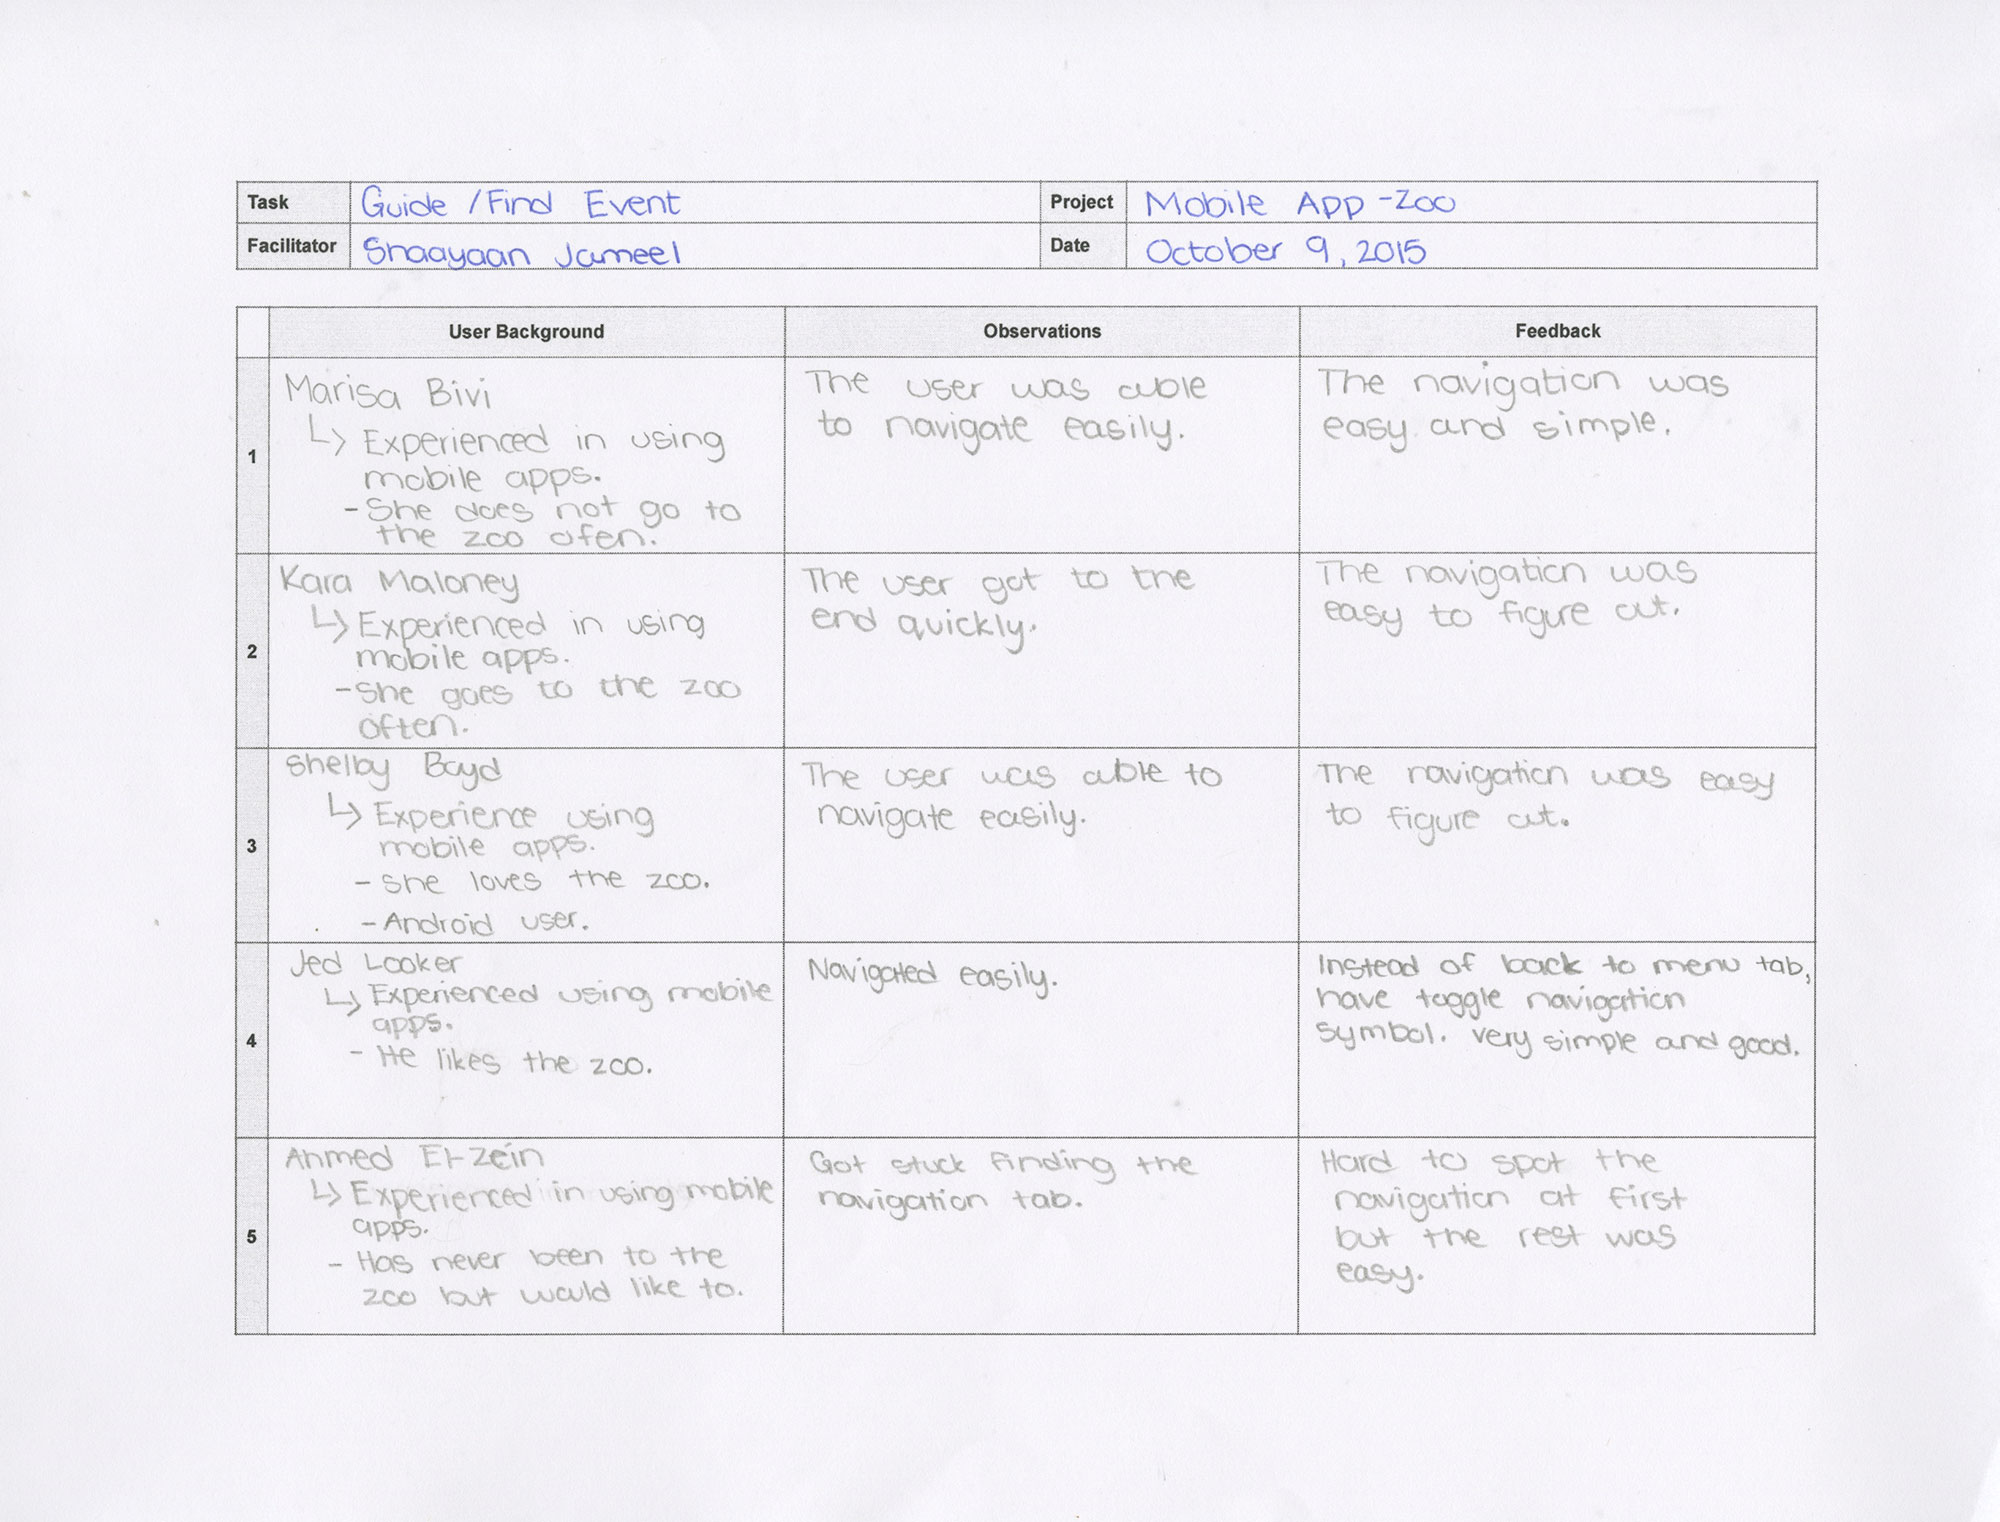 Task Guide / Find Event Project Mobile App - Zoo
Facilitator Shaayaan Jameel Date October 9, 2015
User Background Observations Feedback
1
Marisa Bivi
↳ Experienced in using
mobile apps.
- She does not go to
the zoo ofen.
The user was able
to navigate easily.
The navigation was
easy and simple.
2
Kara Maloney
↳ Experienced in using
mobile apps.
- She goes to the zoo
often.
The user got to the
end quickly.
The navigation was
easy to figure out.
3
Shelby Boyd
↳ Experience using
mobile apps.
- She loves the zoo.
- Android user.
The user was able to
navigate easily.
The navigation was easy
to figure out.
4
Jed Looker
↳ Experienced using mobile
apps.
- He likes the zoo.
Navigated easily.
Instead of back to menu tab,
have toggle navigation
symbol. very simple and good.
5
Ahmed El-Zein
↳ Experienced in using mobile
apps.
- Has never been to the
zoo but would like to.
Got stuck finding the
navigation tab.
Hard to spot the
navigation at first
but the rest was
easy.